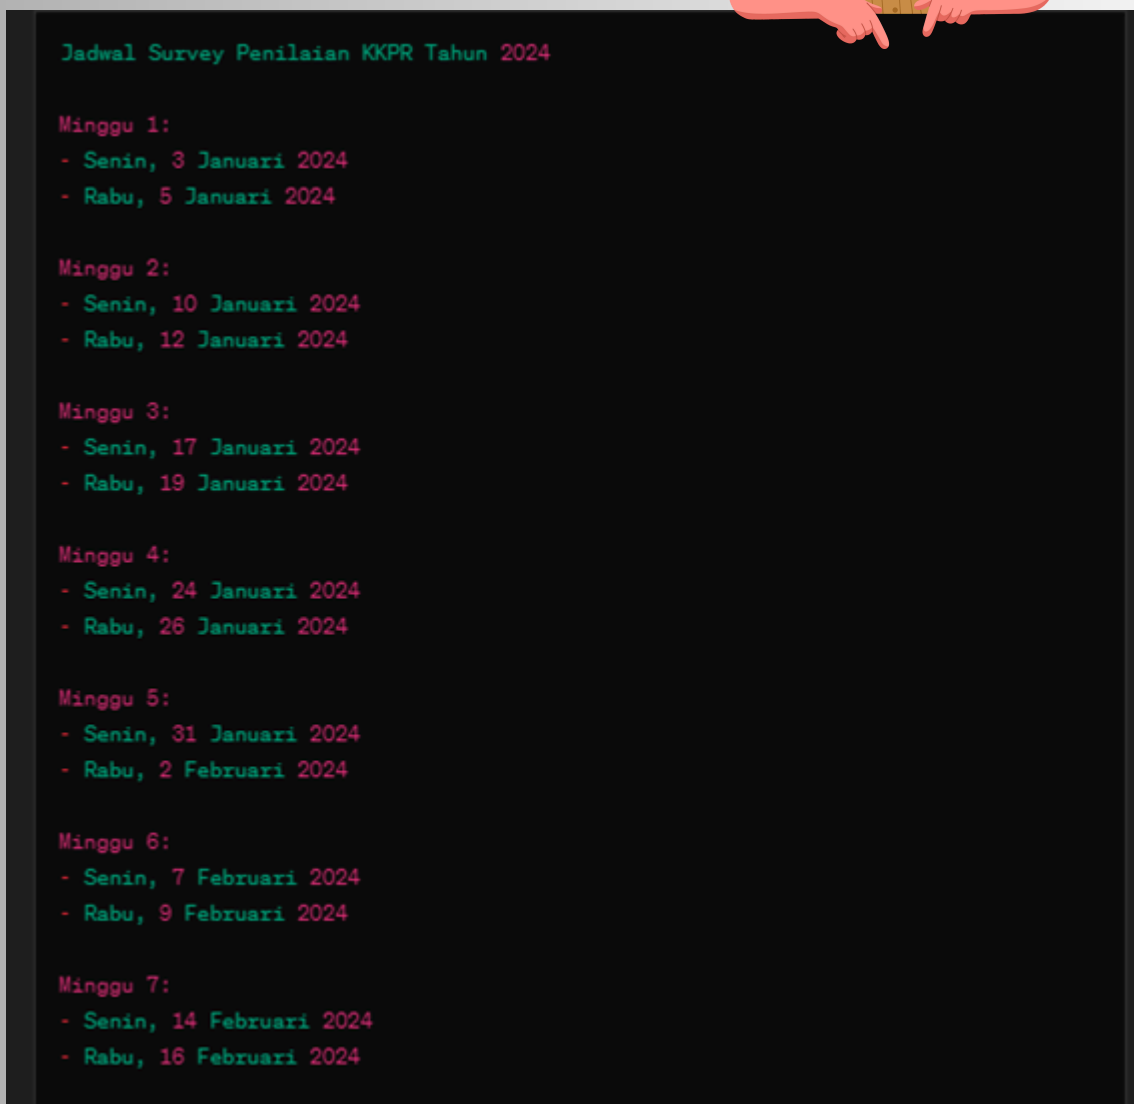 Jadwal Survey Penilaian KKPR Tahun 2024
Minggu 1:
- Senin, 3 Januari 2024
- Rabu, 5 Januari 2024
Minggu 2:
- Senin, 10 Januari 2024
- Rabu, 12 Januari 2024
Minggu 3:
- Senin, 17 Januari 2024
- Rabu, 19 Januari 2024
Minggu 4:
- Senin, 24 Januari 2024
- Rabu, 26 Januari 2024
Minggu 5:
- Senin, 31 Januari 2024
- Rabu, 2 Februari 2024
Minggu 6:
- Senin, 7 Februari 2024
- Rabu, 9 Februari 2024
Minggu 7:
- Senin, 14 Februari 2024
- Rabu, 16 Februari 2024